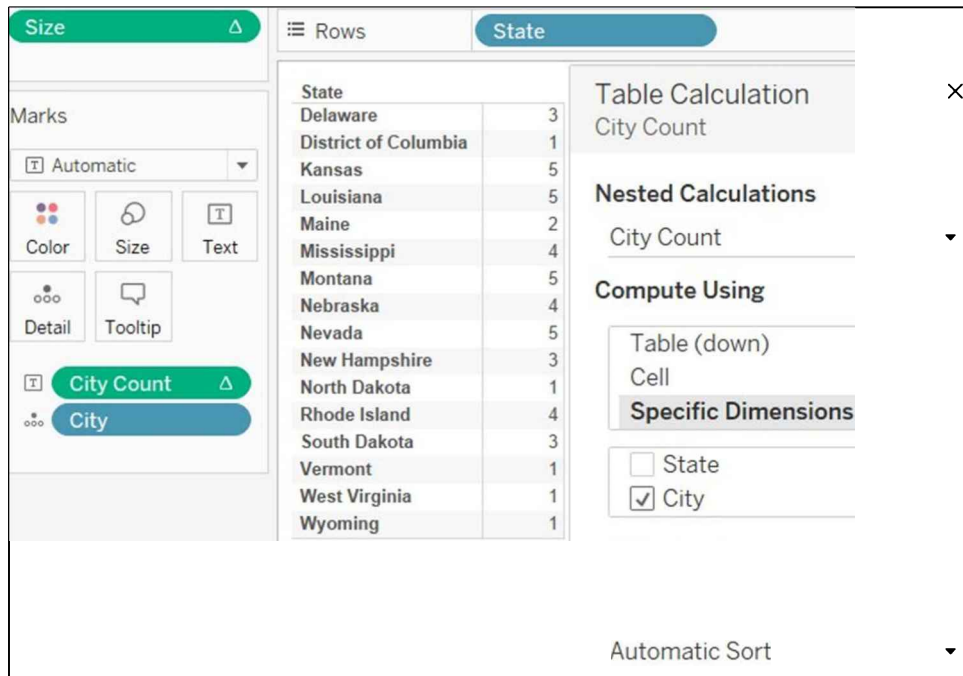 Size Δ
Rows State
Marks
Automatic
Color Size Text
Detail Tooltip
City Count Δ
City
State
Delaware 3
District of Columbia 1
Kansas 5
Louisiana 5
Maine 2
Mississippi 4
Montana 5
Nebraska 4
Nevada 5
New Hampshire 3
North Dakota 1
Rhode Island 4
South Dakota 3
Vermont 1
West Virginia 1
Wyoming 1
Table Calculation
City Count
Nested Calculations
City Count
Compute Using
Table (down)
Cell
Specific Dimensions
State
City
Automatic Sort